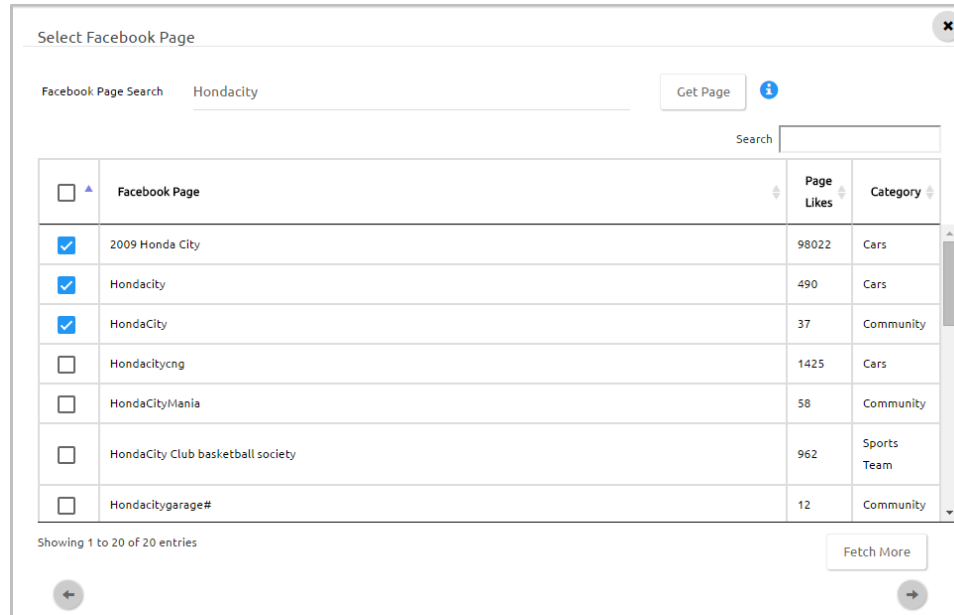 Select Facebook Page
Facebook Page Search Hondacity Get Page
Search
Facebook Page Page Likes Category
2009 Honda City 98022 Cars
Hondacity 490 Cars
HondaCity 37 Community
Hondacitycng 1425 Cars
HondaCityMania 58 Community
HondaCity Club basketball society 962 Sports Team
Hondacitygarage# 12 Community
Showing 1 to 20 of 20 entries
Fetch More